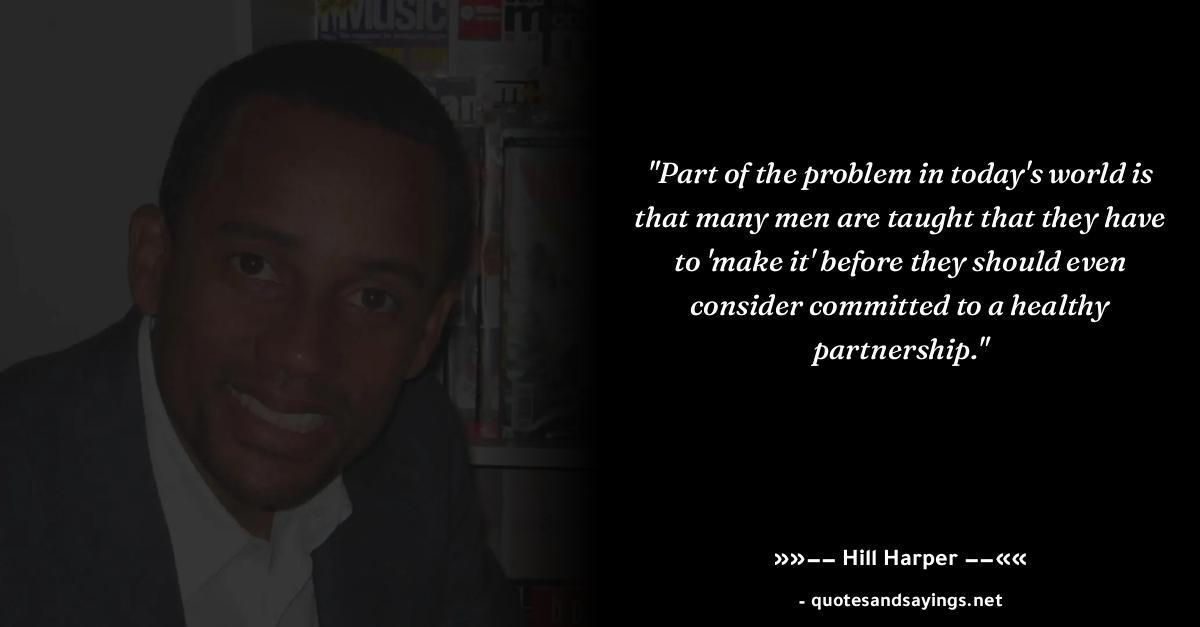 MUSIC
"Part of the problem in today's world is
that many men are taught that they have
to 'make it' before they should even
consider committed to a healthy
partnership."
»»–– Hill Harper ––««
- quotesandsayings.net